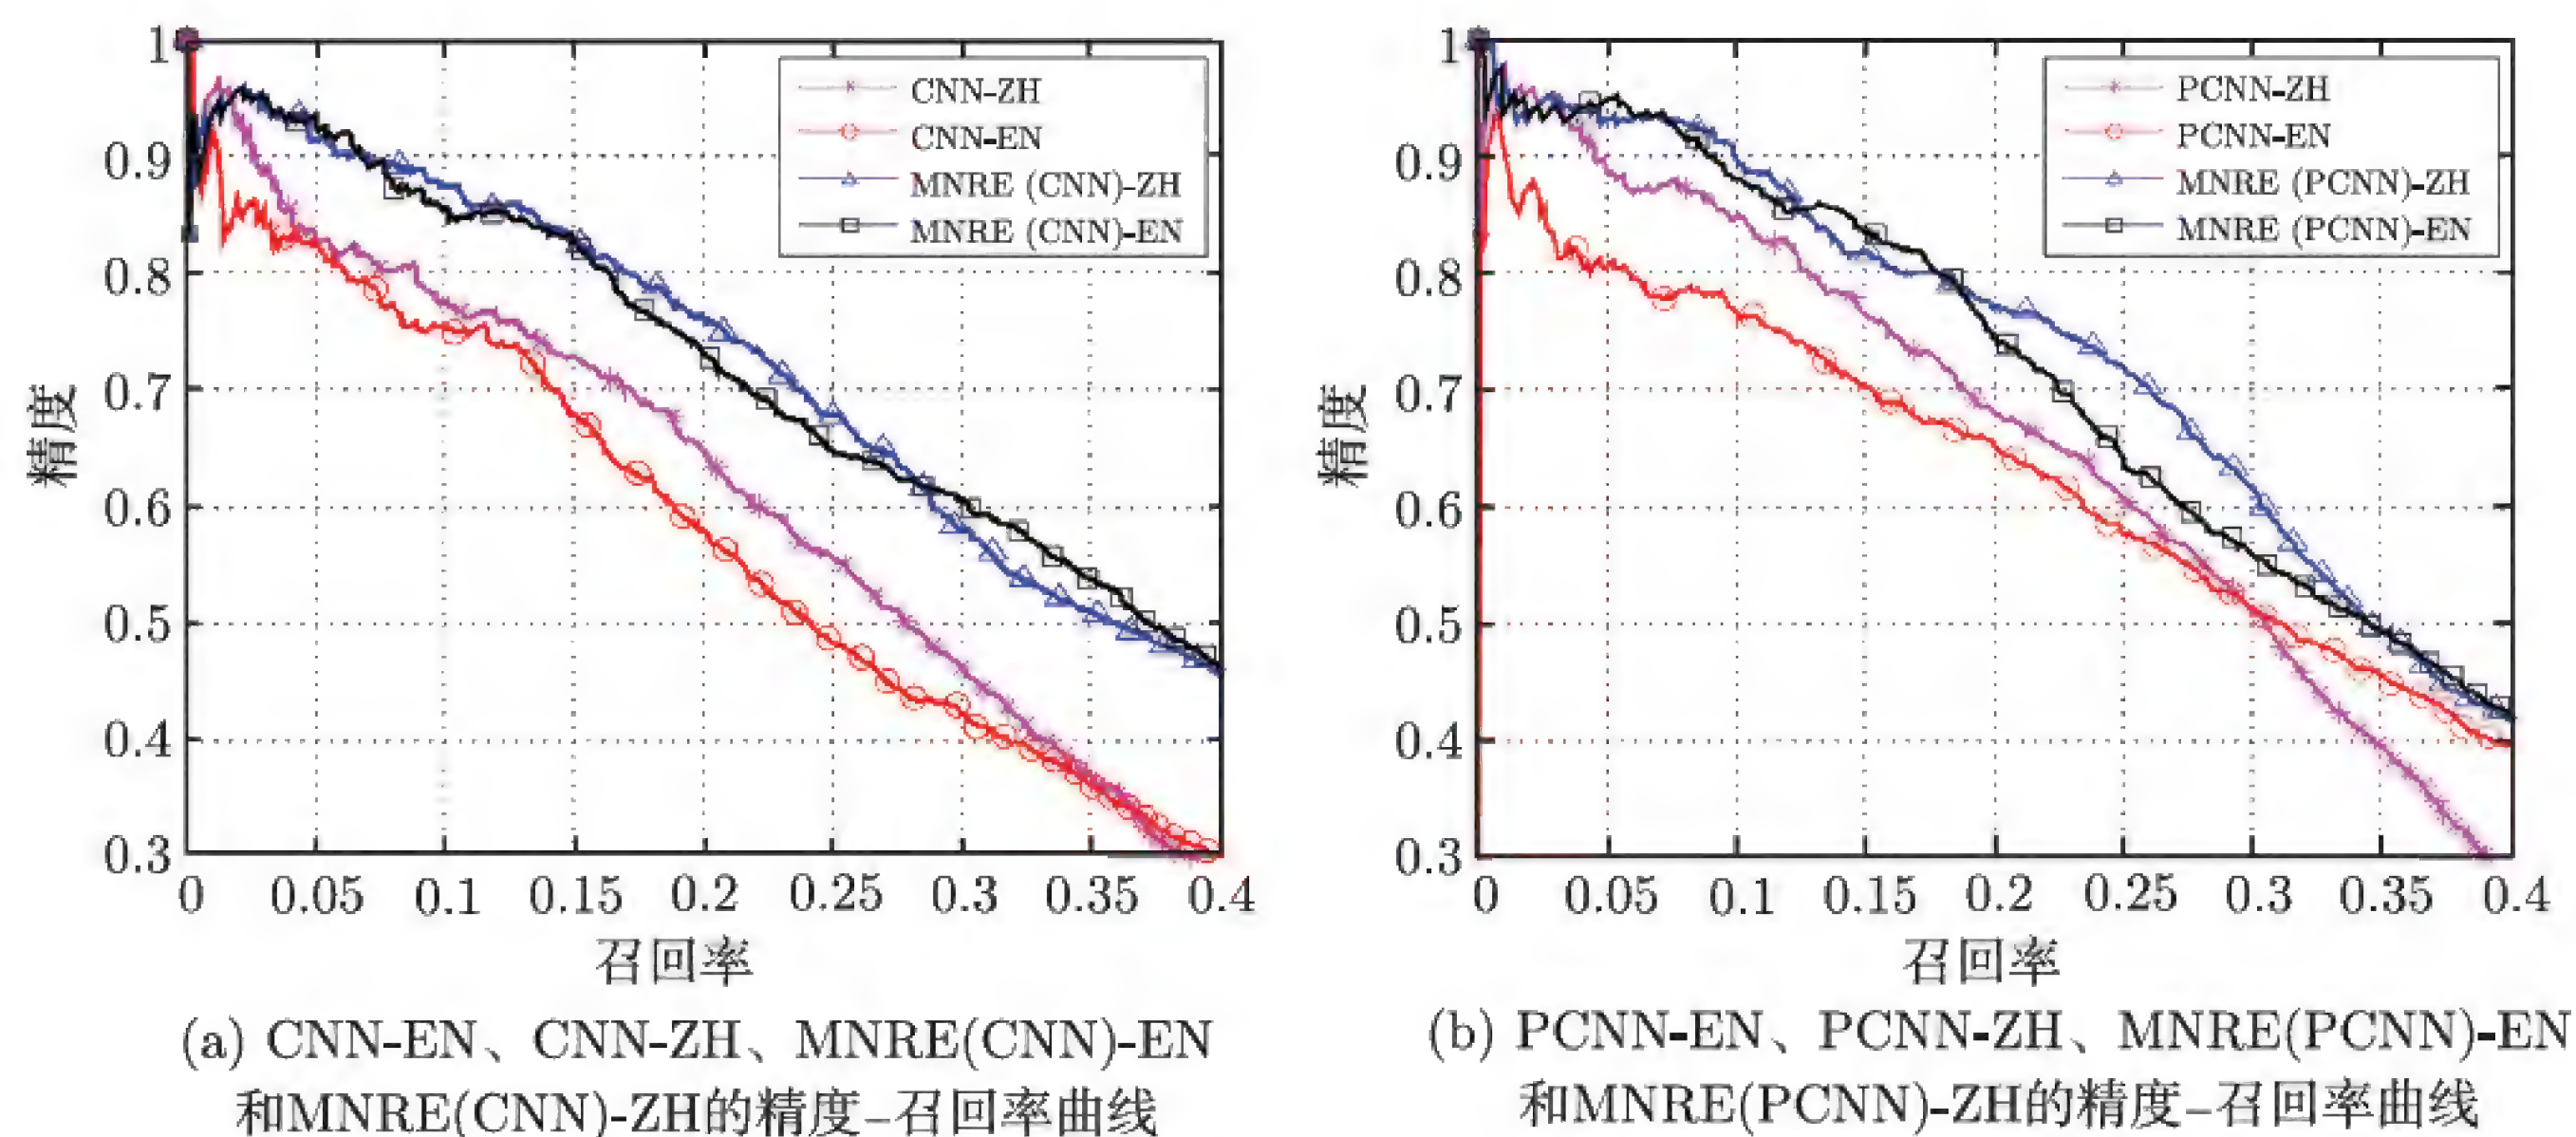 1
0.9
0.8
0.7
0.6
0.5
0.4
0.3
精度
CNN-ZH
CNN-EN
MNRE (CNN)-ZH
MNRE (CNN)-EN
0 0.05 0.1 0.15 0.2 0.25 0.3 0.35 0.4
召回率
(a) CNN-EN、CNN-ZH、MNRE(CNN)-EN
和MNRE(CNN)-ZH的精度–召回率曲线
1
0.9
0.8
0.7
0.6
0.5
0.4
0.3
精度
PCNN-ZH
PCNN-EN
MNRE (PCNN)-ZH
MNRE (PCNN)-EN
0 0.05 0.1 0.15 0.2 0.25 0.3 0.35 0.4
召回率
(b) PCNN-EN、PCNN-ZH、MNRE(PCNN)-EN
和MNRE(PCNN)-ZH的精度–召回率曲线